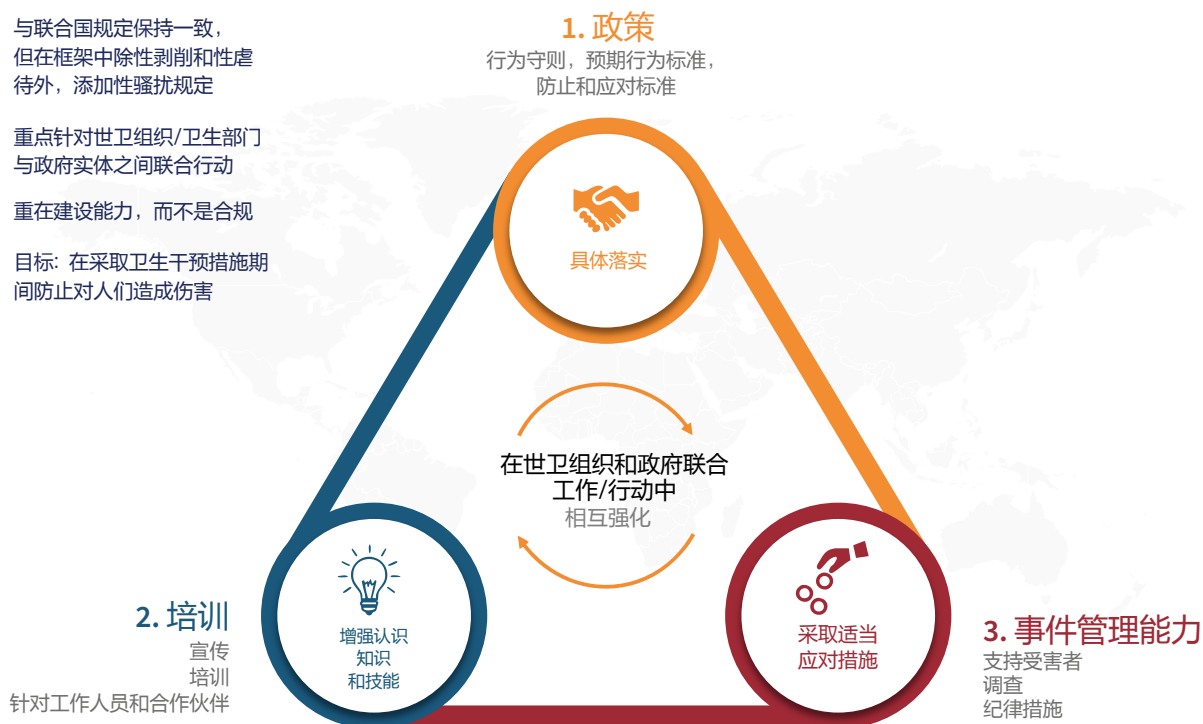 与联合国规定保持一致，
但在框架中除性剥削和性虐
待外，添加性骚扰规定
重点针对世卫组织/卫生部门
与政府实体之间联合行动
重在建设能力，而不是合规
目标: 在采取卫生干预措施期
间防止对人们造成伤害
1. 政策
行为守则，预期行为标准，
防止和应对标准
具体落实
在世卫组织和政府联合
工作/行动中
相互强化
2. 培训
宣传
培训
针对工作人员和合作伙伴
增强认识
知识
和技能
采取适当
应对措施
3. 事件管理能力
支持受害者
调查
纪律措施